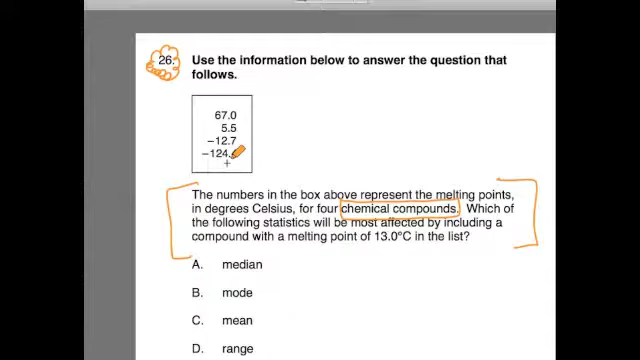 26.
Use the information below to answer the question that
follows.
67.0
5.5
−12.7
−124.
The numbers in the box above represent the melting points,
in degrees Celsius, for four chemical compounds. Which of
the following statistics will be most affected by including a
compound with a melting point of 13.0°C in the list?
A. median
B. mode
C. mean
D. range